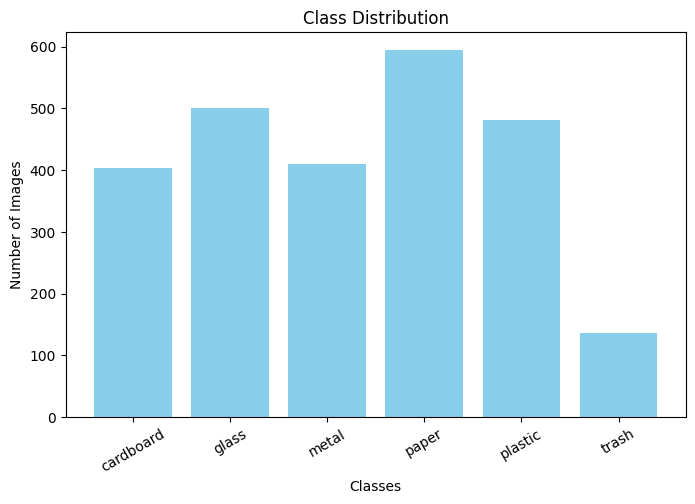 Class Distribution
Number of Images
600
500
400
300
200
100
0
cardboard
glass
metal
paper
plastic
trash
Classes